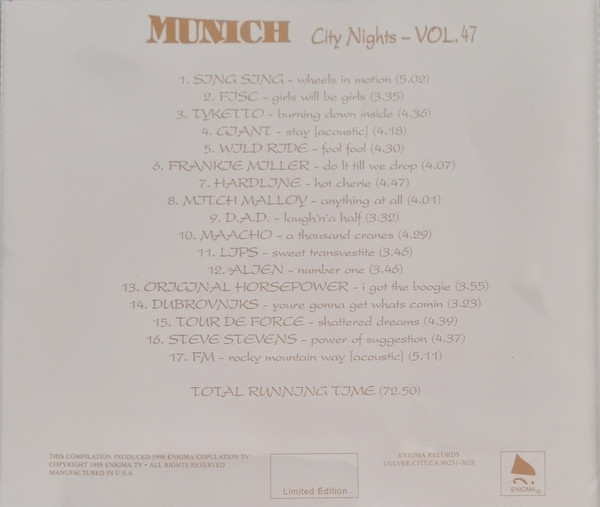 MUNICH City Nights – VOL. 47
1. SING SING - wheels in motion (5.02)
2. FISC - girls will be girls (3.35)
3. TYKETTO - burning down inside (4.36)
4. GIANT - stay [acoustic] (4.18)
5. WILD RIDE - fool fool (4.30)
6. FRANKIE MILLER - do it till we drop (4.07)
7. HARDLINE - hot cherie (4.47)
8. MITCH MALLOY - anything at all (4.01)
9. D.A.D. - laugh'n'a half (3.32)
10. MAACHO - a thousand cranes (4.29)
11. LIPS - sweet transvestite (3.46)
12. ALIEN - number one (3.46)
13. ORIGINAL HORSEPOWER - i got the boogie (3.55)
14. DUBROVNIKS - youre gonna get whats comin (3.23)
15. TOUR DE FORCE - shattered dreams (4.39)
16. STEVE STEVENS - power of suggestion (4.37)
17. FM - rocky mountain way [acoustic] (5.11)
TOTAL RUNNING TIME (72.50)
THIS COMPILATION PRODUCED 1998 ENIGMA COPULATION TV
COPYRIGHT 1998 ENIGMA TV • ALL RIGHTS RESERVED
MANUFACTURED IN U.S.A.
Limited Edition
ENIGMA RECORDS
CULVER CITY.CA 90231-3628
ENIGMA ®